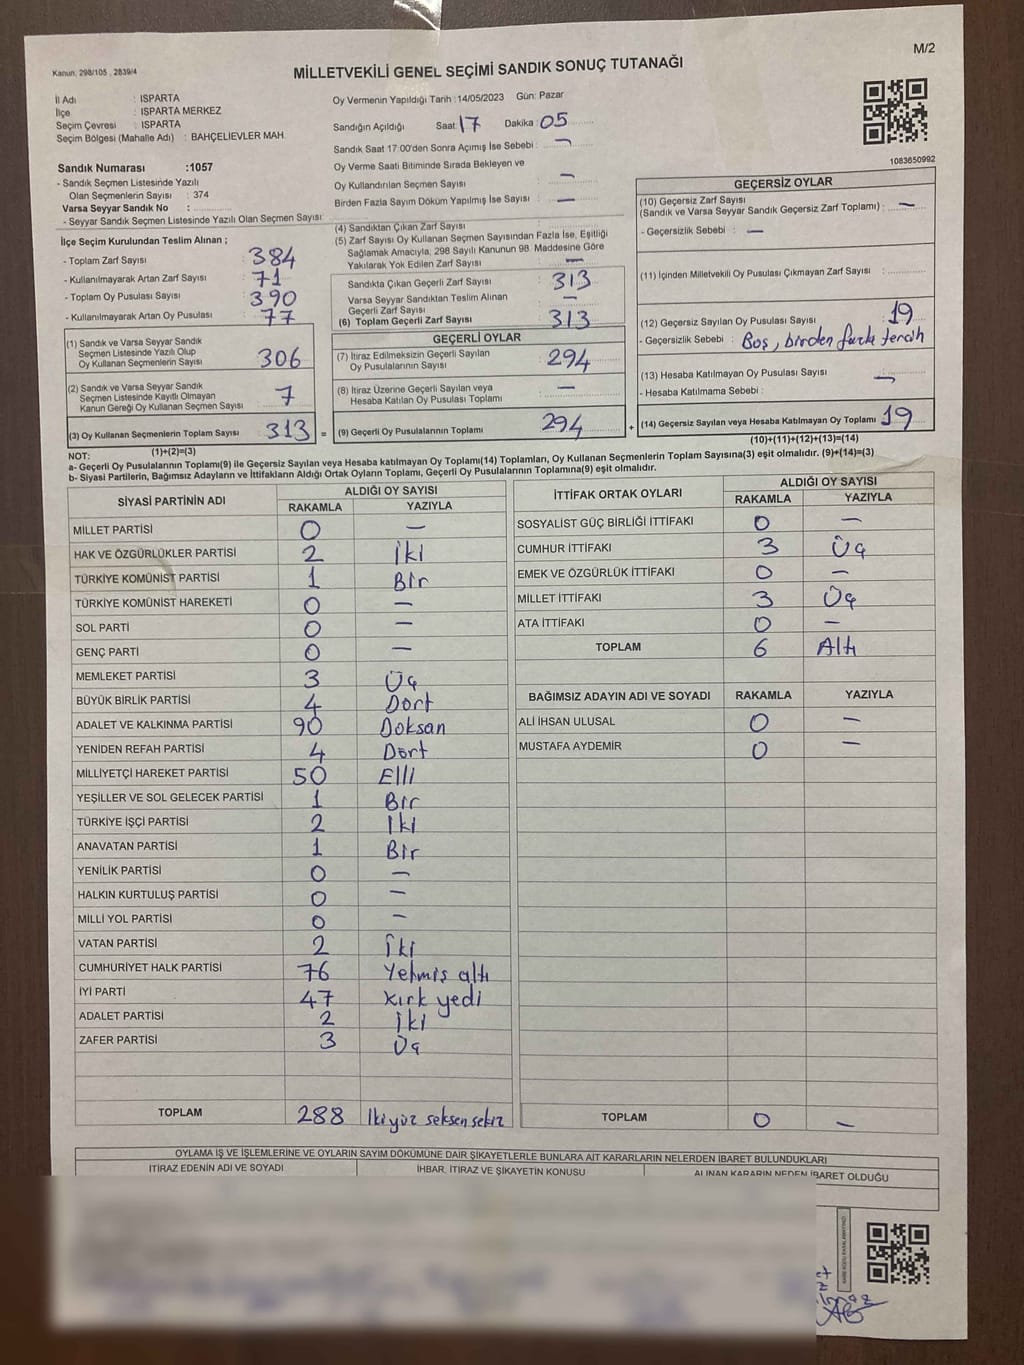 M/2
Kanun: 298/105 , 2839/4
MİLLETVEKİLİ GENEL SEÇİMİ SANDIK SONUÇ TUTANAĞI
İl Adı : ISPARTA
İlçe : ISPARTA MERKEZ
Seçim Çevresi : ISPARTA
Seçim Bölgesi (Mahalle Adı) : BAHÇELİEVLER MAH.
Sandık Numarası :1057
- Sandık Seçmen Listesinde Yazılı
Olan Seçmenlerin Sayısı : 374
Varsa Seyyar Sandık No :
- Seyyar Sandık Seçmen Listesinde Yazılı Olan Seçmen Sayısı:
İlçe Seçim Kurulundan Teslim Alınan ;
- Toplam Zarf Sayısı : 384
- Kullanılmayarak Artan Zarf Sayısı : 71
- Toplam Oy Pusulası Sayısı : 390
- Kullanılmayarak Artan Oy Pusulası : 77
(1) Sandık ve Varsa Seyyar Sandık
Seçmen Listesinde Yazılı Olup
Oy Kullanan Seçmenlerin Sayısı : 306
(2) Sandık ve Varsa Seyyar Sandık
Seçmen Listesinde Kayıtlı Olmayan
Kanun Gereği Oy Kullanan Seçmen Sayısı : 7
(3) Oy Kullanan Seçmenlerin Toplam Sayısı : 313 =
(1)+(2)=(3)
Oy Vermenin Yapıldığı Tarih :14/05/2023 Gün: Pazar
Sandığın Açıldığı Saat: 17 Dakika : 05
Sandık Saat 17:00'den Sonra Açımış İse Sebebi : —
Oy Verme Saati Bitiminde Sırada Bekleyen ve
Oy Kullandırılan Seçmen Sayısı : —
Birden Fazla Sayım Döküm Yapılmış İse Sayısı : —
(4) Sandıktan Çıkan Zarf Sayısı :
(5) Zarf Sayısı Oy Kullanan Seçmen Sayısından Fazla İse, Eşitliği
Sağlamak Amacıyla; 298 Sayılı Kanunun 98. Maddesine Göre
Yakılarak Yok Edilen Zarf Sayısı : —
Sandıkta Çıkan Geçerli Zarf Sayısı : 313
Varsa Seyyar Sandıktan Teslim Alınan
Geçerli Zarf Sayısı : —
(6) Toplam Geçerli Zarf Sayısı : 313
GEÇERLİ OYLAR
(7) İtiraz Edilmeksizin Geçerli Sayılan
Oy Pusulalarının Sayısı : 294
(8) İtiraz Üzerine Geçerli Sayılan veya
Hesaba Katılan Oy Pusulası Toplamı : —
(9) Geçerli Oy Pusulalarının Toplamı : 294 +
1083650992
GEÇERSİZ OYLAR
(10) Geçersiz Zarf Sayısı
(Sandık ve Varsa Seyyar Sandık Geçersiz Zarf Toplamı) : —
- Geçersizlik Sebebi : —
(11) İçinden Milletvekili Oy Pusulası Çıkmayan Zarf Sayısı :
(12) Geçersiz Sayılan Oy Pusulası Sayısı : 19
- Geçersizlik Sebebi : Boş, birden fazla tercih
(13) Hesaba Katılmayan Oy Pusulası Sayısı : —
- Hesaba Katılmama Sebebi :
(14) Geçersiz Sayılan veya Hesaba Katılmayan Oy Toplamı : 19
(10)+(11)+(12)+(13)=(14)
NOT:
a- Geçerli Oy Pusulalarının Toplamı(9) ile Geçersiz Sayılan veya Hesaba katılmayan Oy Toplamı(14) Toplamları, Oy Kullanan Seçmenlerin Toplam Sayısına(3) eşit olmalıdır. (9)+(14)=(3)
b- Siyasi Partilerin, Bağımsız Adayların ve İttifakların Aldığı Ortak Oyların Toplamı, Geçerli Oy Pusulalarının Toplamına(9) eşit olmalıdır.
SİYASİ PARTİNİN ADI ALDIĞI OY SAYISI
RAKAMLA YAZIYLA
MİLLET PARTİSİ 0 —
HAK VE ÖZGÜRLÜKLER PARTİSİ 2 İki
TÜRKİYE KOMÜNİST PARTİSİ 1 Bir
TÜRKİYE KOMÜNİST HAREKETİ 0 —
SOL PARTİ 0 —
GENÇ PARTİ 0 —
MEMLEKET PARTİSİ 3 Üç
BÜYÜK BİRLİK PARTİSİ 4 Dört
ADALET VE KALKINMA PARTİSİ 90 Doksan
YENİDEN REFAH PARTİSİ 4 Dört
MİLLİYETÇİ HAREKET PARTİSİ 50 Elli
YEŞİLLER VE SOL GELECEK PARTİSİ 1 Bir
TÜRKİYE İŞÇİ PARTİSİ 2 İki
ANAVATAN PARTİSİ 1 Bir
YENİLİK PARTİSİ 0 —
HALKIN KURTULUŞ PARTİSİ 0 —
MİLLİ YOL PARTİSİ 0 —
VATAN PARTİSİ 2 İki
CUMHURİYET HALK PARTİSİ 76 Yetmiş altı
İYİ PARTİ 47 Kırk yedi
ADALET PARTİSİ 2 İki
ZAFER PARTİSİ 3 Üç
TOPLAM 288 İkiyüz seksen sekiz
İTTİFAK ORTAK OYLARI ALDIĞI OY SAYISI
RAKAMLA YAZIYLA
SOSYALİST GÜÇ BİRLİĞİ İTTİFAKI 0 —
CUMHUR İTTİFAKI 3 Üç
EMEK VE ÖZGÜRLÜK İTTİFAKI 0 —
MİLLET İTTİFAKI 3 Üç
ATA İTTİFAKI 0 —
TOPLAM 6 Altı
BAĞIMSIZ ADAYIN ADI VE SOYADI RAKAMLA YAZIYLA
ALİ İHSAN ULUSAL 0 —
MUSTAFA AYDEMİR 0 —
TOPLAM 0 —
OYLAMA İŞ VE İŞLEMLERİNE VE OYLARIN SAYIM DÖKÜMÜNE DAİR ŞİKAYETLERLE BUNLARA AİT KARARLARIN NELERDEN İBARET BULUNDUKLARI
İTİRAZ EDENİN ADI VE SOYADI İHBAR, İTİRAZ VE ŞİKAYETİN KONUSU ALINAN KARARIN NEDEN İBARET OLDUĞU